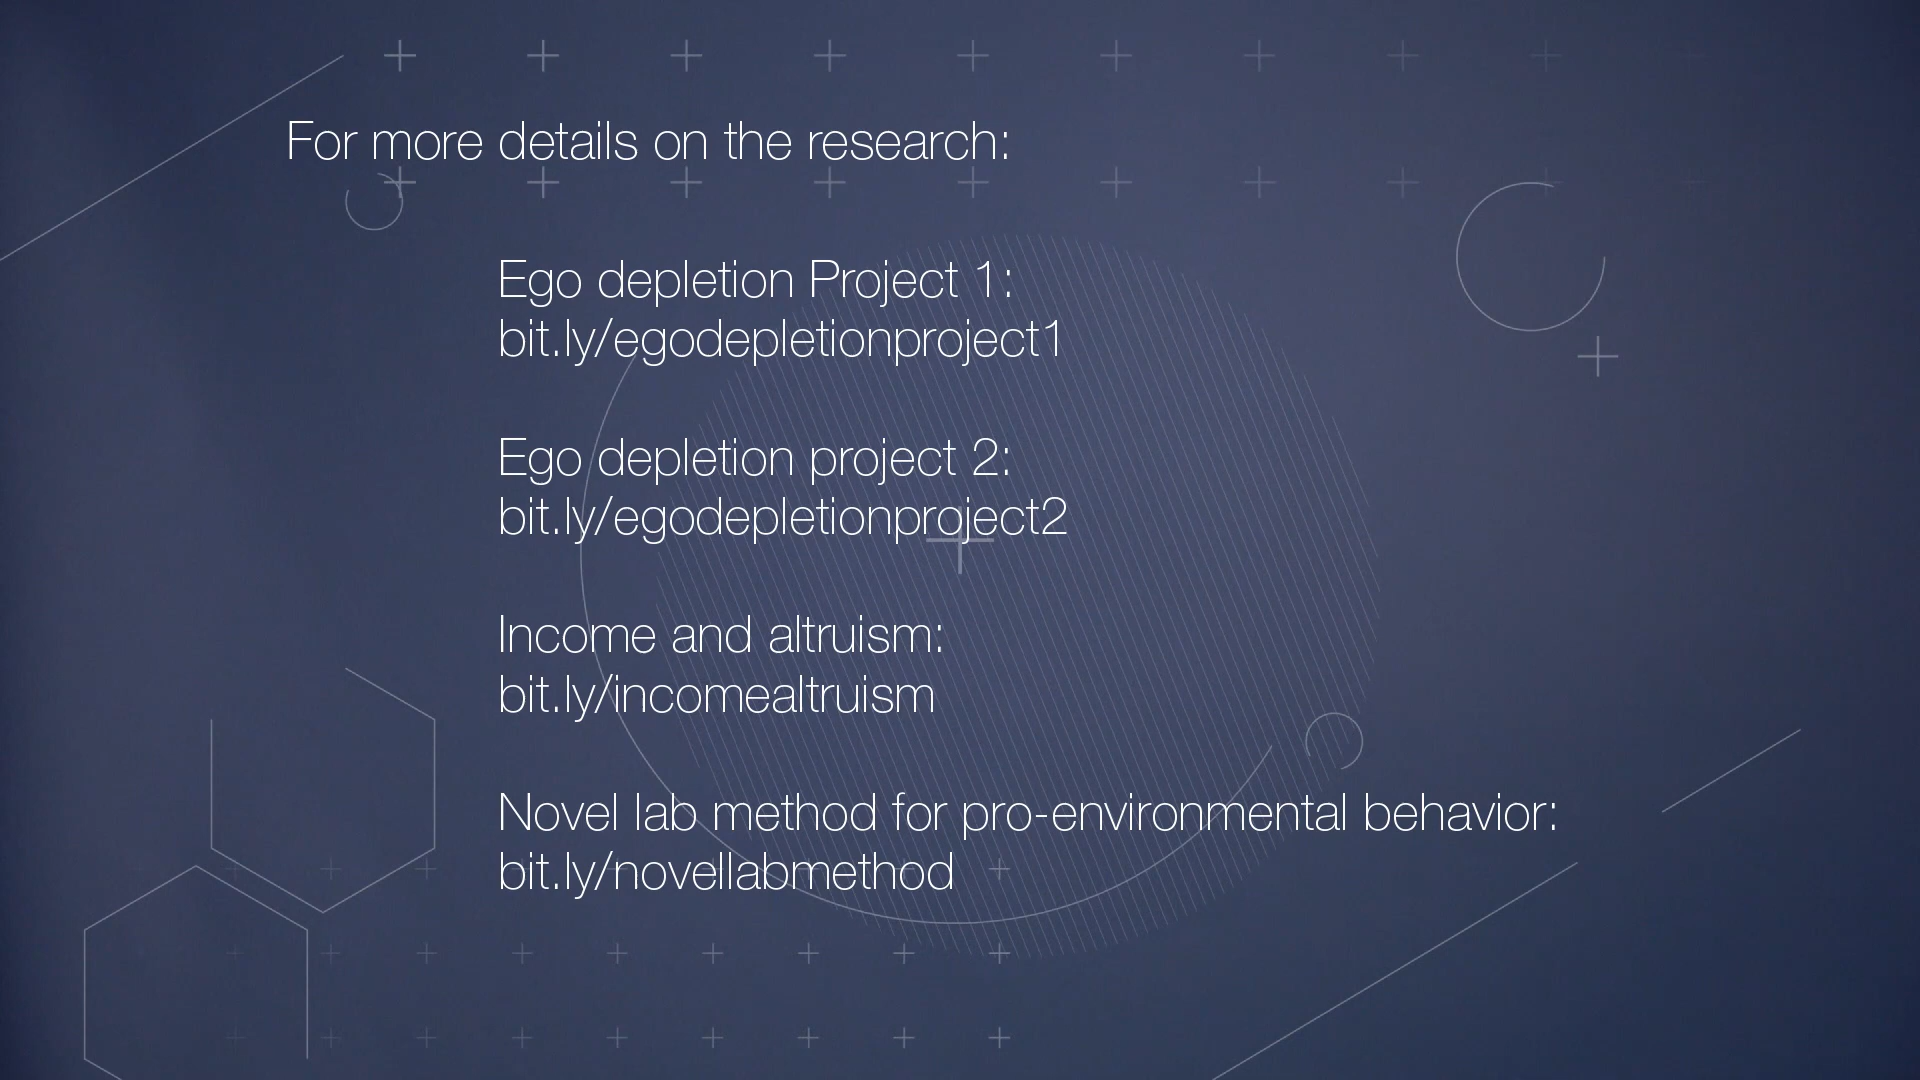 For more details on the research:
Ego depletion Project 1:
bit.ly/egodepletionproject1
Ego depletion project 2:
bit.ly/egodepletionproject2
Income and altruism:
bit.ly/incomealtruism
Novel lab method for pro-environmental behavior:
bit.ly/novellabmethod